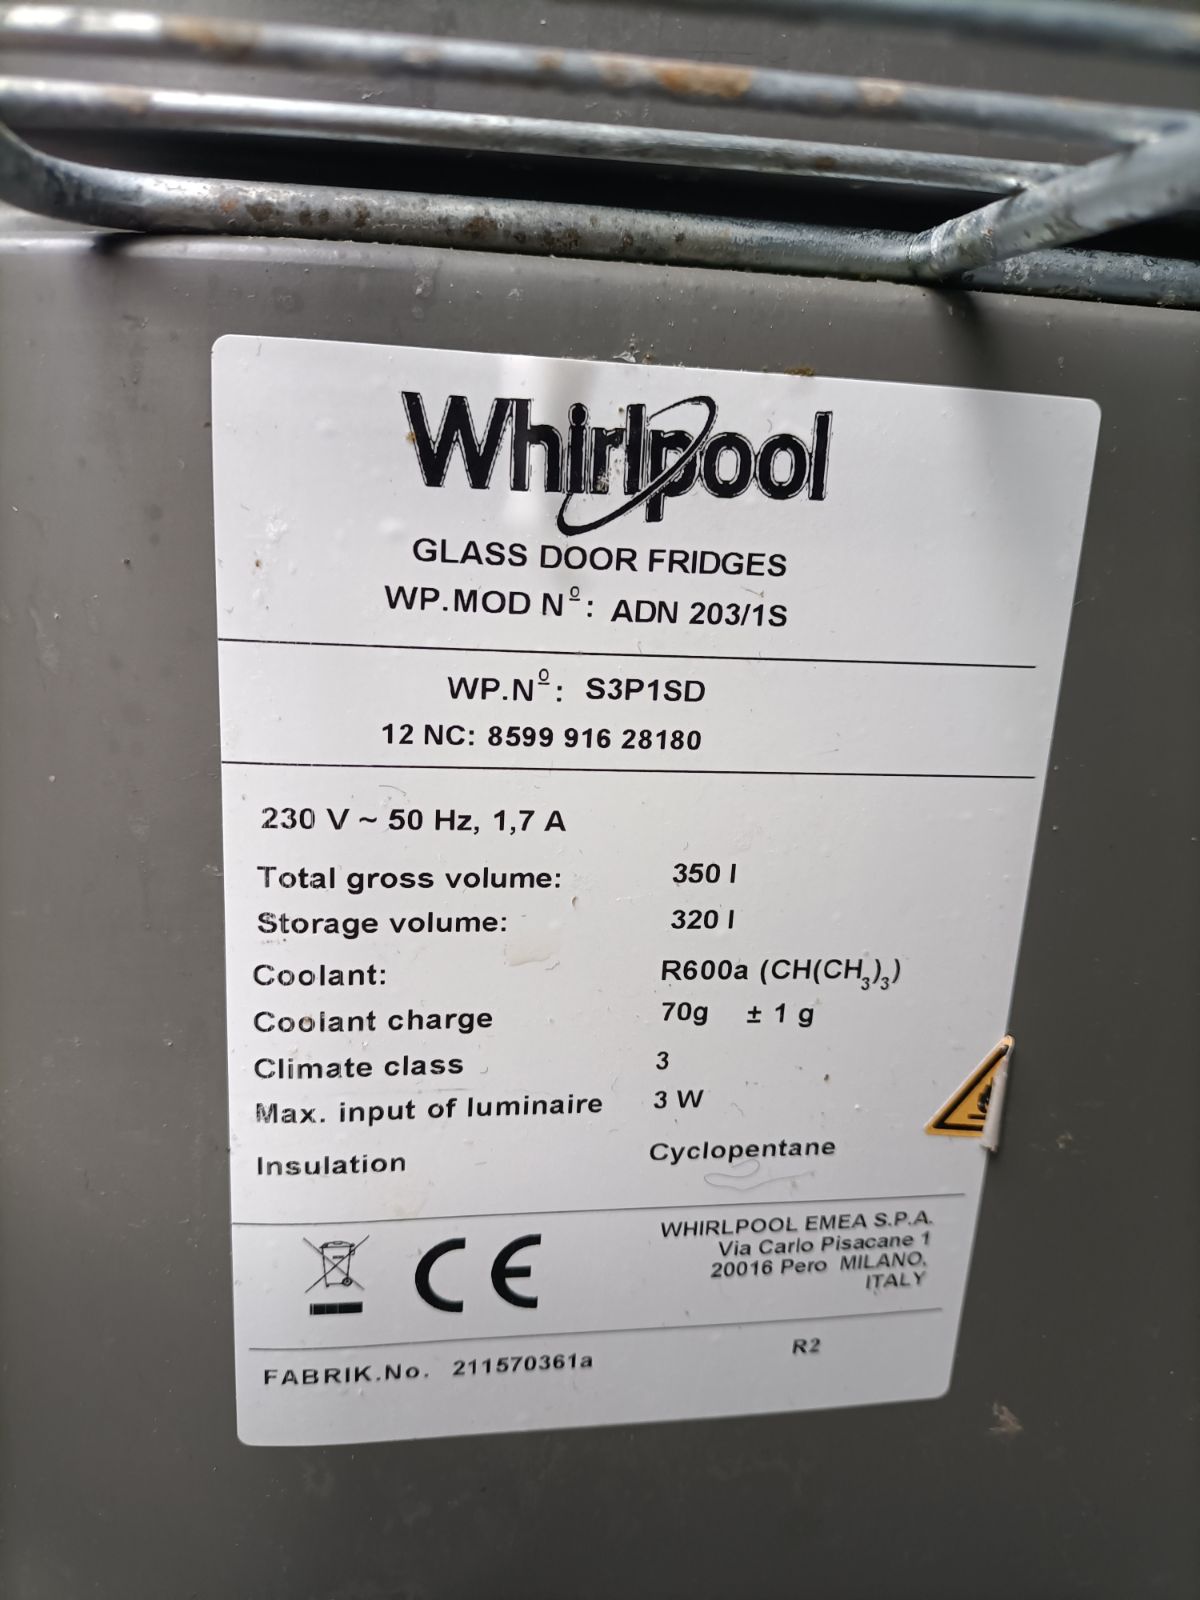 Whirlpool
GLASS DOOR FRIDGES
WP.MOD Nº: ADN 203/1S
WP.Nº: S3P1SD
12 NC: 8599 916 28180
230 V ~ 50 Hz, 1,7 A
Total gross volume: 350 l
Storage volume: 320 l
Coolant: R600a (CH(CH₃)₃)
Coolant charge 70g ± 1 g
Climate class 3
Max. input of luminaire 3 W
Insulation Cyclopentane
CE
WHIRLPOOL EMEA S.P.A.
Via Carlo Pisacane 1
20016 Pero MILANO,
ITALY
FABRIK.No. 211570361a
R2